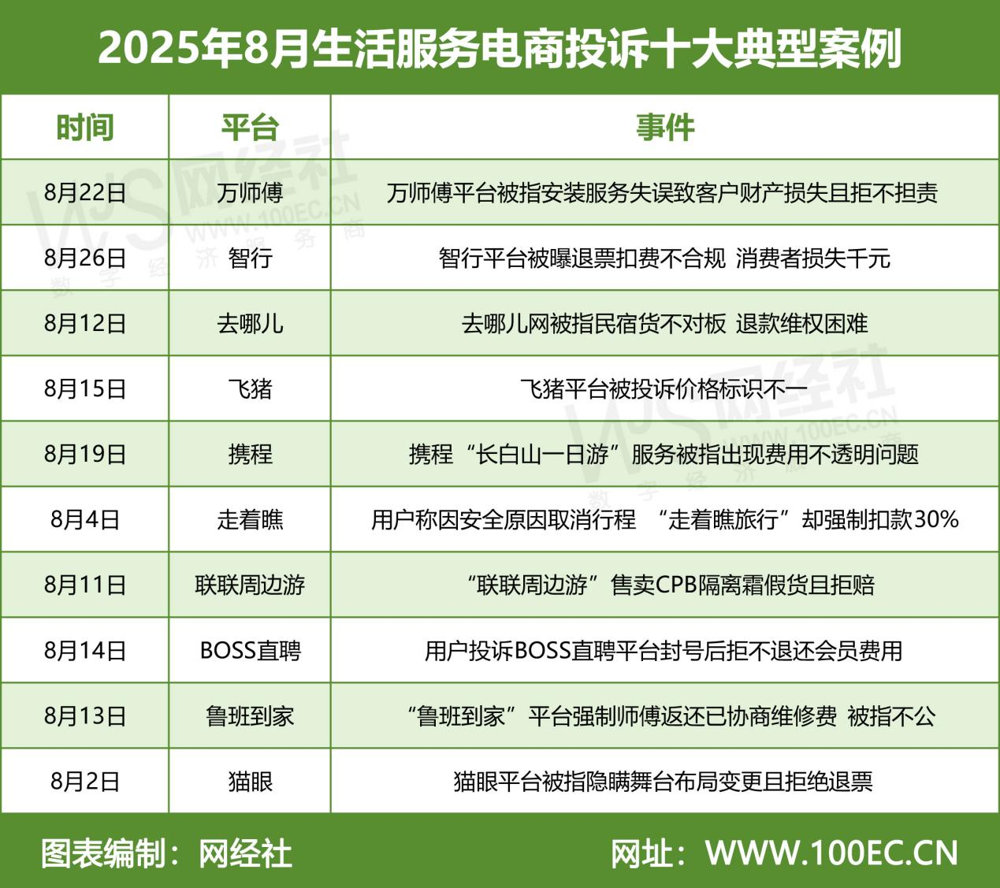 2025年8月生活服务电商投诉十大典型案例
时间 平台 事件
8月22日 万师傅 万师傅平台被指安装服务失误致客户财产损失且拒不担责
8月26日 智行 智行平台被曝退票扣费不合规 消费者损失千元
8月12日 去哪儿 去哪儿网被指民宿货不对板 退款维权困难
8月15日 飞猪 飞猪平台被投诉价格标识不一
8月19日 携程 携程“长白山一日游”服务被指出现费用不透明问题
8月4日 走着瞧 用户称因安全原因取消行程 “走着瞧旅行”却强制扣款30%
8月11日 联联周边游 “联联周边游”售卖CPB隔离霜假货且拒赔
8月14日 BOSS直聘 用户投诉BOSS直聘平台封号后拒不退还会员费用
8月13日 鲁班到家 “鲁班到家”平台强制师傅返还已协商维修费 被指不公
8月2日 猫眼 猫眼平台被指隐瞒舞台布局变更且拒绝退票
图表编制：网经社 网址：WWW.100EC.CN
网经社
WWW.100EC.CN
数字经济服务商
网经社
WWW.100EC.CN
数字经济服务商